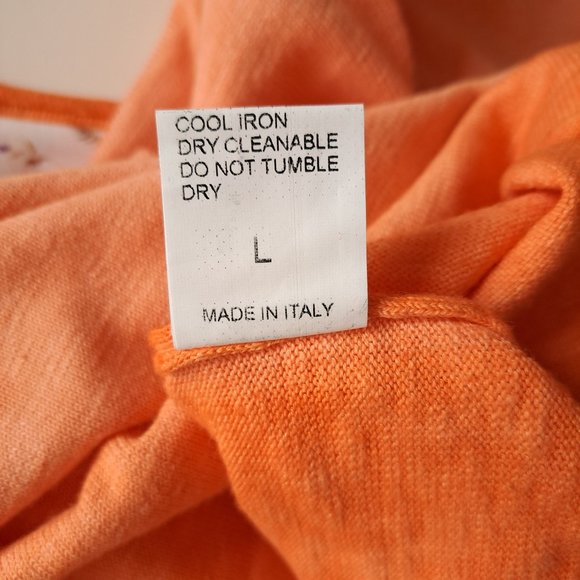 COOL IRON
DRY CLEANABLE
DO NOT TUMBLE
DRY
L
MADE IN ITALY